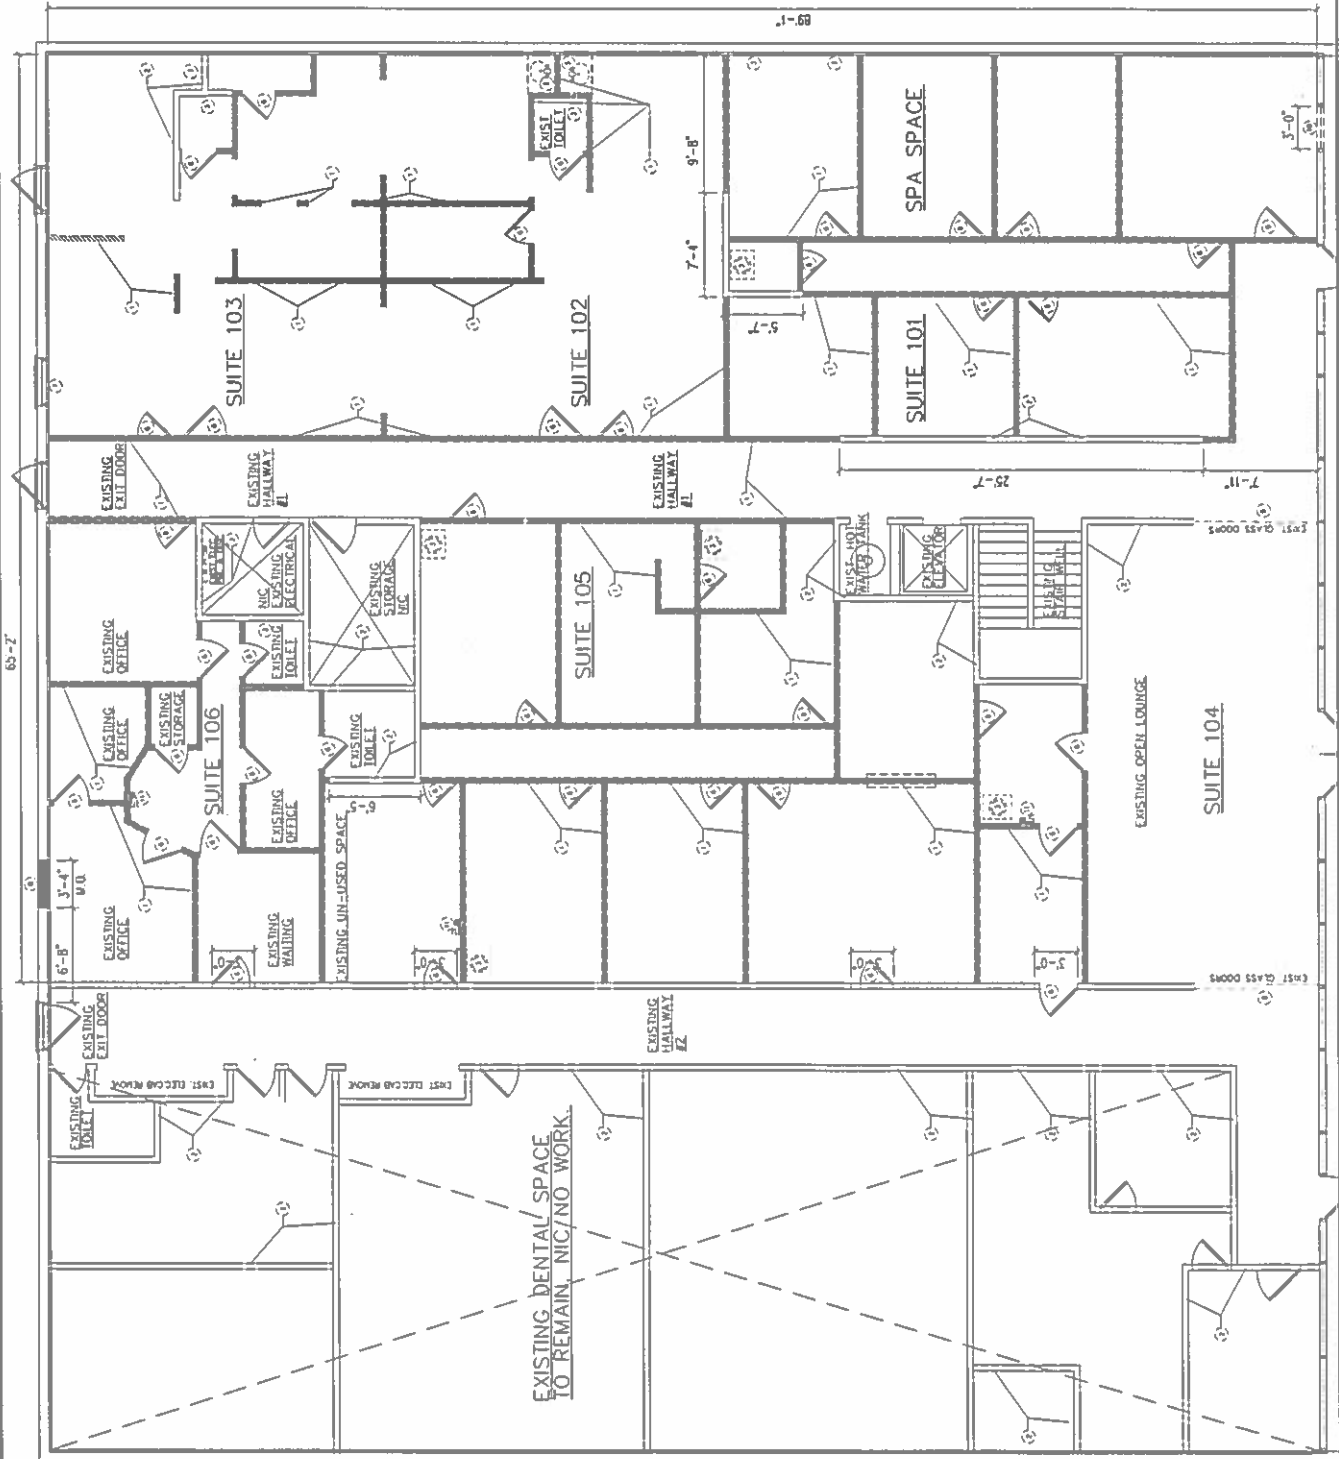 89'-1"
65'-2"
SUITE 103
SUITE 102
EXIST
TOILET
9'-8"
7'-4"
5'-7"
SPA SPACE
3'-0"
SUITE 101
25'-7"
7'-11"
EXISTING
EXIT DOOR
EXISTING
HALLWAY
#1
EXISTING
HALLWAY
#1
EXISTING
OFFICE
NIC
EXISTING
ELECTRICAL
EXISTING
TOILET
EXISTING
STORAGE
NIC
SUITE 105
EXIST HOT
WATER TANK
EXISTING
ELEVATOR
EXISTING
STAIR WELL
EXIST GLASS DOORS
EXISTING
OFFICE
EXISTING
STORAGE
SUITE 106
EXISTING
TOILET
EXISTING
OFFICE
6'-5"
EXISTING OPEN LOUNGE
SUITE 104
3'-4"
M.O.
6'-8"
EXISTING
OFFICE
EXISTING
WAITING
EXISTING UN-USED SPACE
3'-0"
EXIST GLASS DOORS
EXISTING
EXIT DOOR
EXISTING
HALLWAY
#2
EXISTING
TOILET
EXIST. ELEC.CAB REMOVE
EXIST ELEC.CAB REMOVE
EXISTING DENTAL SPACE
TO REMAIN NIC/NO WORK.